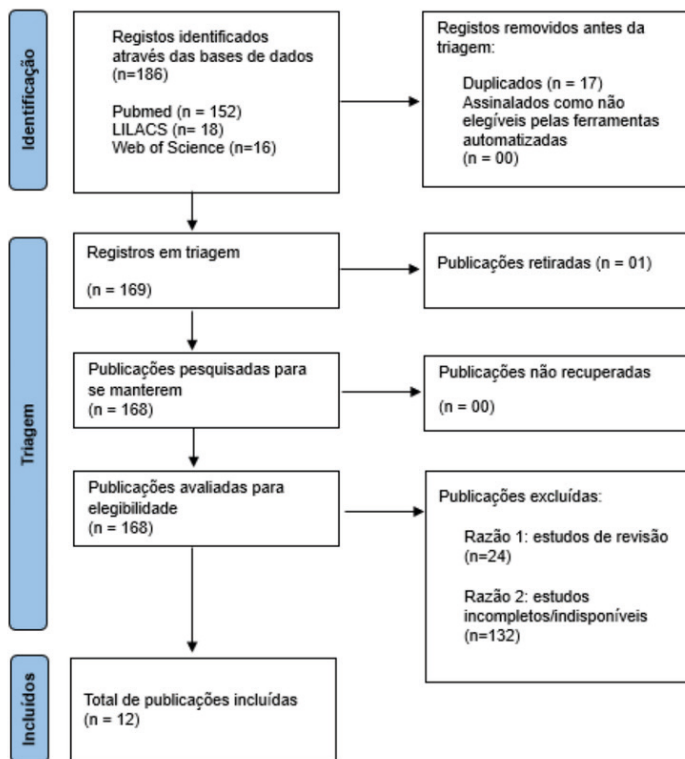 Identificação
Registos identificados
através das bases de dados
(n=186)
Pubmed (n = 152)
LILACS (n= 18)
Web of Science (n=16)
Registos removidos antes da
triagem:
Duplicados (n = 17)
Assinalados como não
elegíveis pelas ferramentas
automatizadas
(n = 00)
Triagem
Registros em triagem
(n = 169)
Publicações retiradas (n = 01)
Publicações pesquisadas para
se manterem
(n = 168)
Publicações não recuperadas
(n = 00)
Publicações avaliadas para
elegibilidade
(n = 168)
Publicações excluídas:
Razão 1: estudos de revisão
(n=24)
Razão 2: estudos
incompletos/indisponíveis
(n=132)
Incluídos
Total de publicações incluídas
(n = 12)